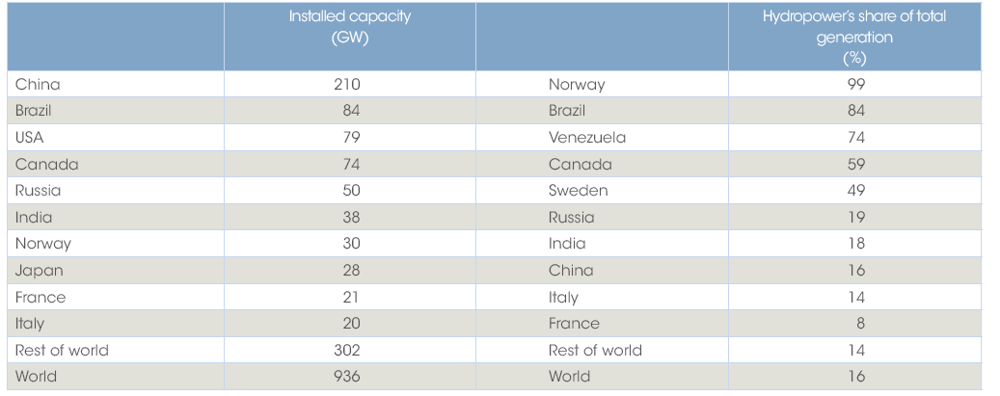 Installed capacity
(GW)
Hydropower's share of total
generation
(%)
China 210 Norway 99
Brazil 84 Brazil 84
USA 79 Venezuela 74
Canada 74 Canada 59
Russia 50 Sweden 49
India 38 Russia 19
Norway 30 India 18
Japan 28 China 16
France 21 Italy 14
Italy 20 France 8
Rest of world 302 Rest of world 14
World 936 World 16